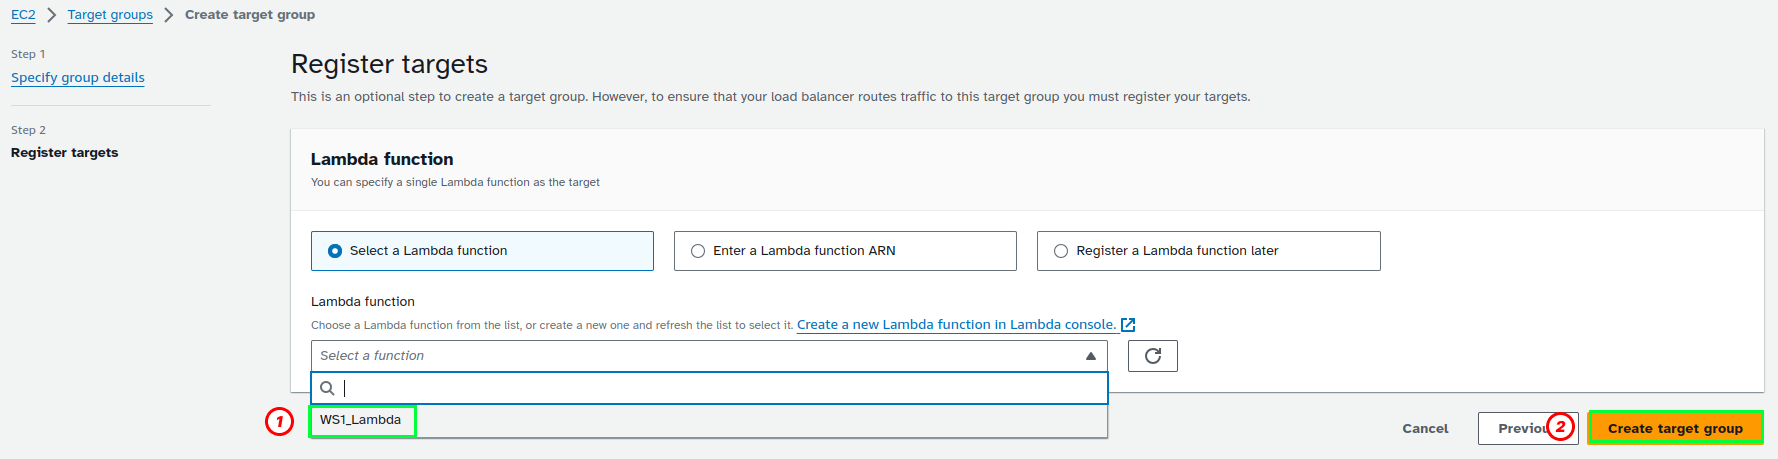 EC2 > Target groups > Create target group
Step 1
Specify group details
Step 2
Register targets
Register targets
This is an optional step to create a target group. However, to ensure that your load balancer routes traffic to this target group you must register your targets.
Lambda function
You can specify a single Lambda function as the target
Select a Lambda function
Enter a Lambda function ARN
Register a Lambda function later
Lambda function
Choose a Lambda function from the list, or create a new one and refresh the list to select it. Create a new Lambda function in Lambda console.
Select a function
1 WS1_Lambda
Cancel
Previou
2 Create target group